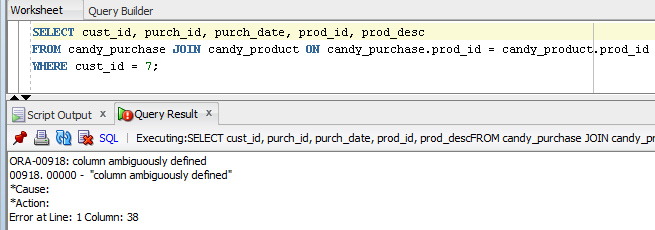 Worksheet Query Builder
SELECT cust_id, purch_id, purch_date, prod_id, prod_desc
FROM candy_purchase JOIN candy_product ON candy_purchase.prod_id = candy_product.prod_id
WHERE cust_id = 7;
Script Output x Query Result x
SQL Executing:SELECT cust_id, purch_id, purch_date, prod_id, prod_descFROM candy_purchase JOIN candy_pr
ORA-00918: column ambiguously defined
00918. 00000 - "column ambiguously defined"
*Cause:
*Action:
Error at Line: 1 Column: 38